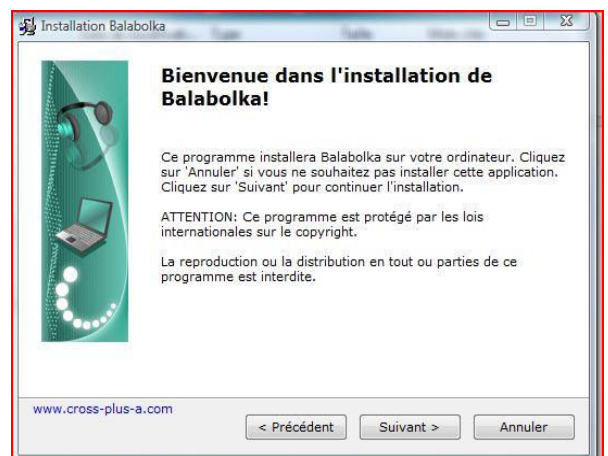 Installation Balabolka
Bienvenue dans l'installation de
Balabolka!
Ce programme installera Balabolka sur votre ordinateur. Cliquez
sur 'Annuler' si vous ne souhaitez pas installer cette application.
Cliquez sur 'Suivant' pour continuer l'installation.
ATTENTION: Ce programme est protégé par les lois
internationales sur le copyright.
La reproduction ou la distribution en tout ou parties de ce
programme est interdite.
www.cross-plus-a.com
< Précédent Suivant > Annuler